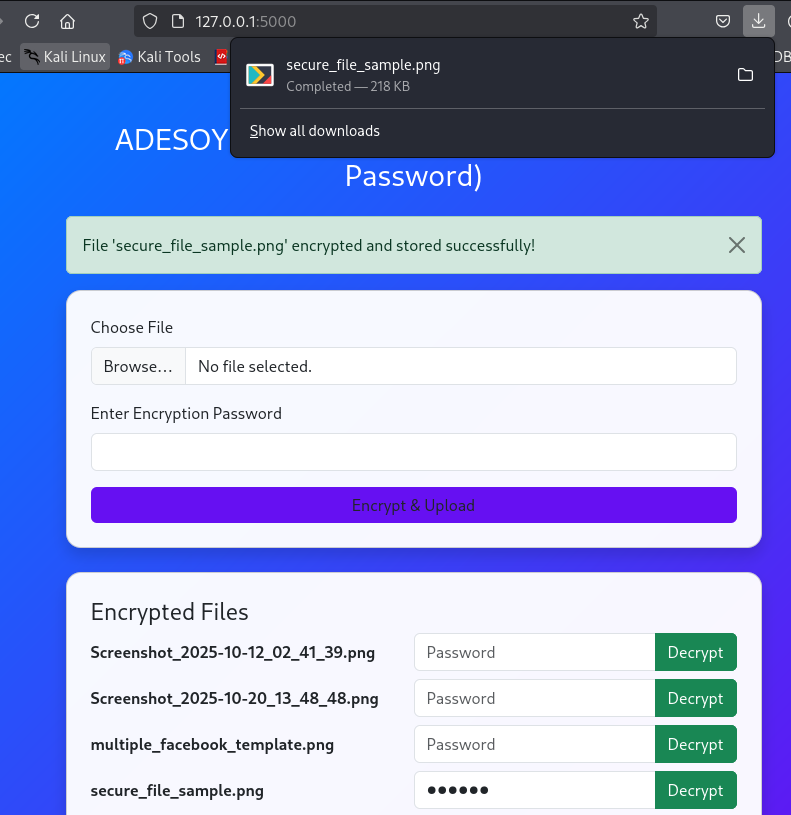 127.0.0.1:5000
Kali Linux
Kali Tools
secure_file_sample.png
Completed — 218 KB
Show all downloads
Password)
File 'secure_file_sample.png' encrypted and stored successfully!
Choose File
Browse…
No file selected.
Enter Encryption Password
Encrypt & Upload
Encrypted Files
Screenshot_2025-10-12_02_41_39.png
Password
Decrypt
Screenshot_2025-10-20_13_48_48.png
Password
Decrypt
multiple_facebook_template.png
Password
Decrypt
secure_file_sample.png
Decrypt